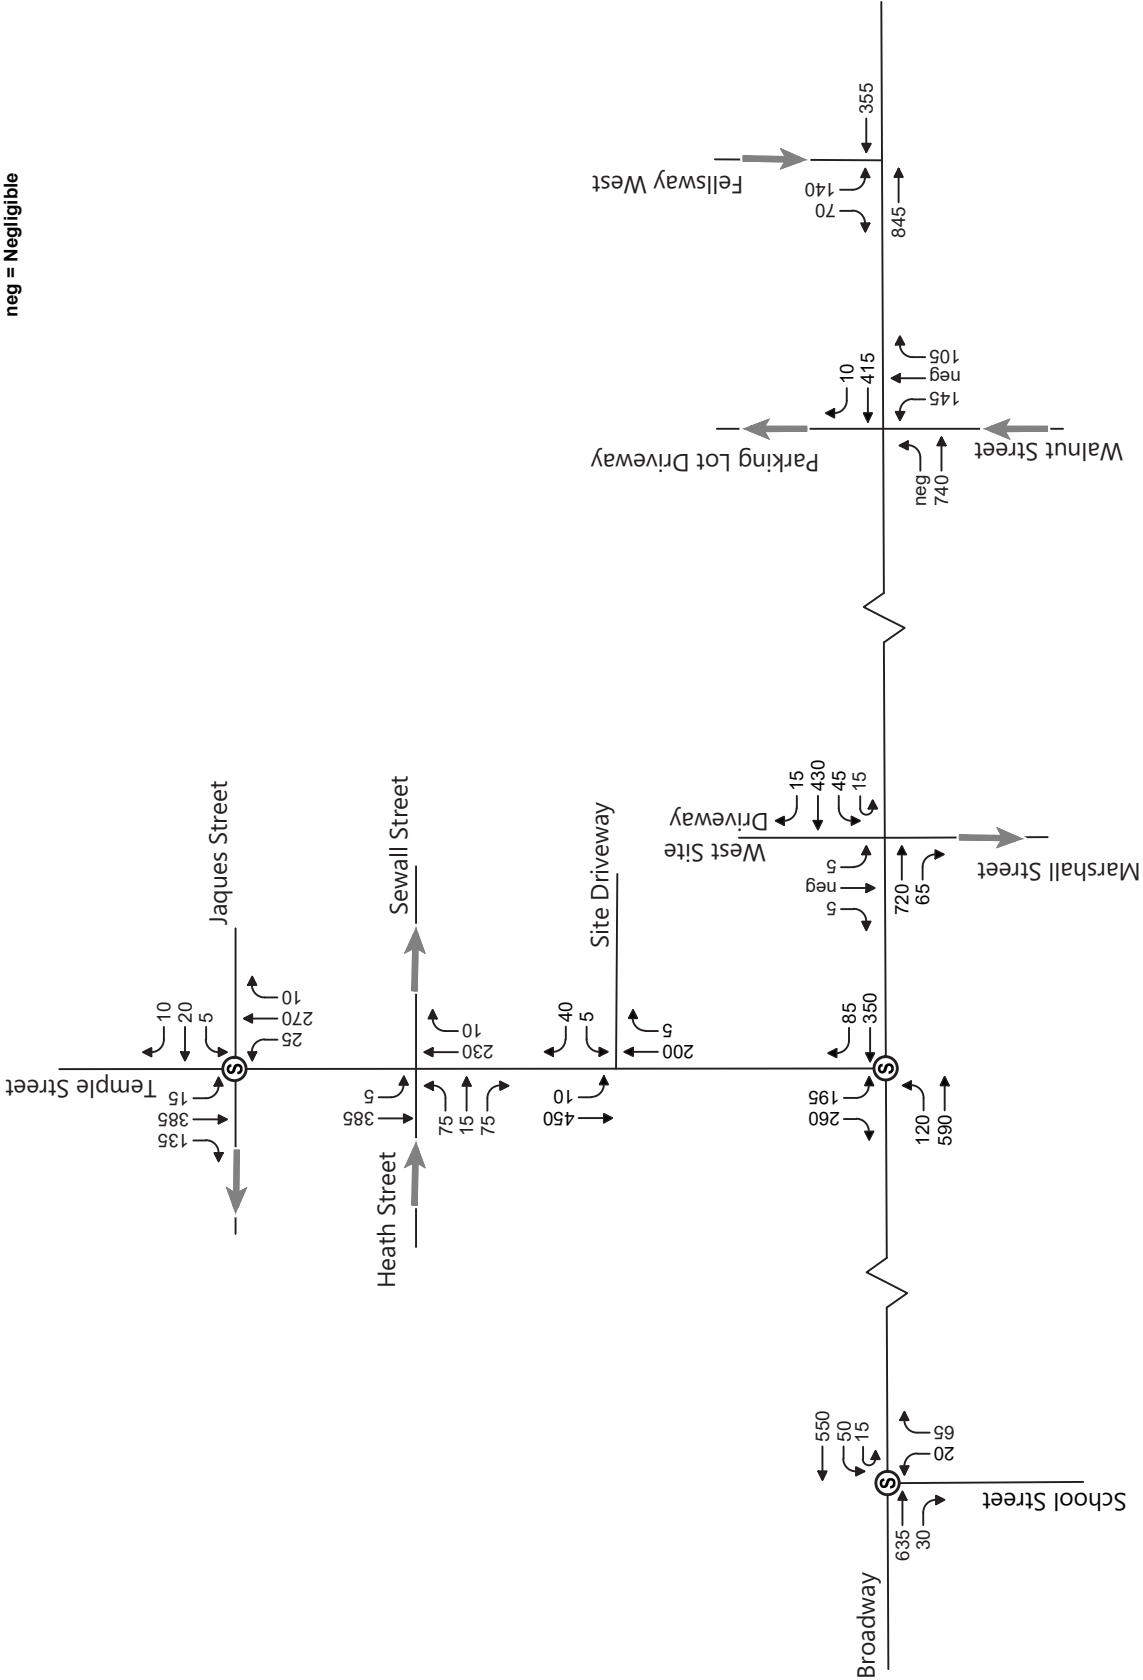 neg = Negligible
355
Fellsway West
140
70
845
10
415
105
neg
145
Parking Lot Driveway
Walnut Street
neg
740
15
430
45
15
West Site
Driveway
5
neg
5
720
65
Marshall Street
Jaques Street
Sewall Street
Site Driveway
10
20
5
10
270
25
S
Temple Street
15
385
135
10
230
5
385
75
15
75
Heath Street
40
5
5
200
10
450
85
350
S
195
260
120
590
550
50
15
65
20
S
635
30
School Street
Broadway